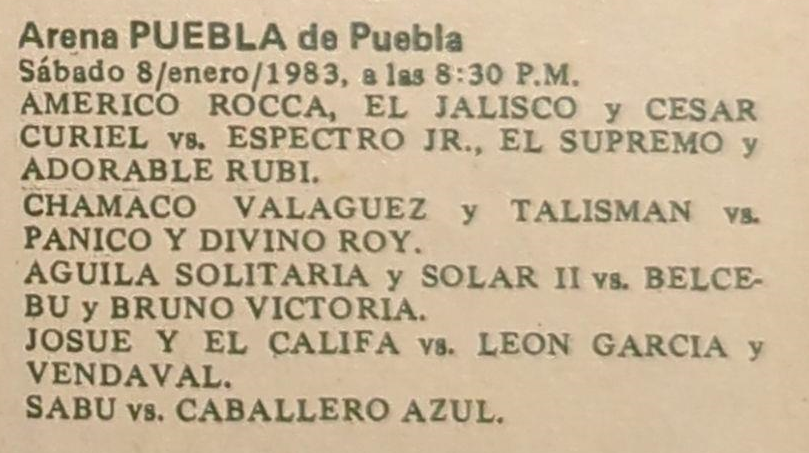 Arena PUEBLA de Puebla
Sábado 8/enero/1983, a las 8:30 P.M.
AMERICO ROCCA, EL JALISCO y CESAR
CURIEL vs. ESPECTRO JR., EL SUPREMO y
ADORABLE RUBI.
CHAMACO VALAGUEZ y TALISMAN vs.
PANICO Y DIVINO ROY.
AGUILA SOLITARIA y SOLAR II vs. BELCE-
BU y BRUNO VICTORIA.
JOSUE Y EL CALIFA vs. LEON GARCIA y
VENDAVAL.
SABU vs. CABALLERO AZUL.